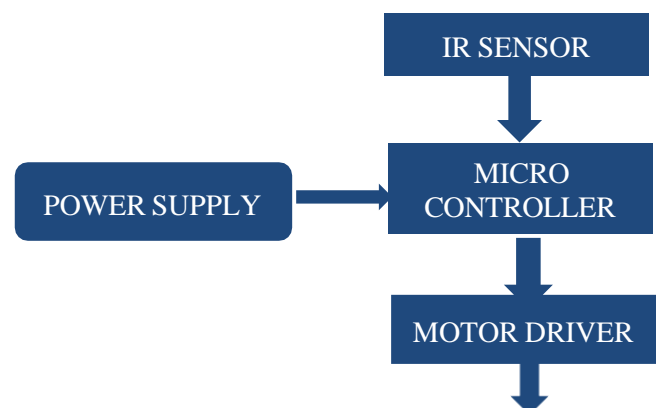 IR SENSOR
POWER SUPPLY
MICRO
CONTROLLER
MOTOR DRIVER